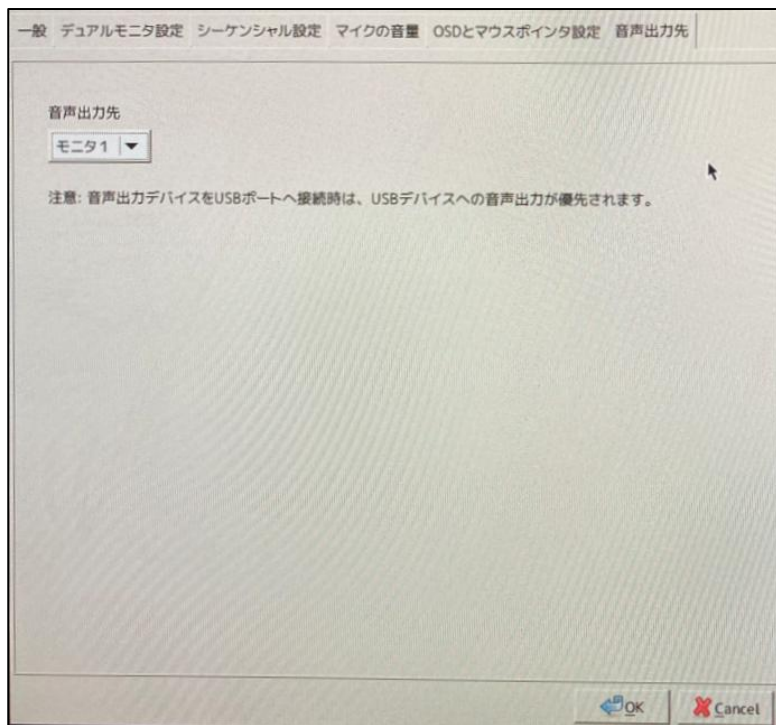 一般 デュアルモニタ設定 シーケンシャル設定 マイクの音量 OSDとマウスポインタ設定 音声出力先
音声出力先
モニタ1
注意: 音声出力デバイスをUSBポートへ接続時は、USBデバイスへの音声出力が優先されます。
OK Cancel